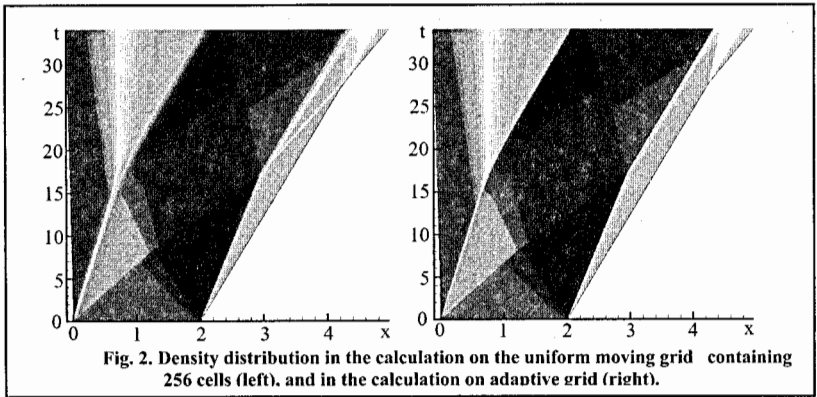 t t
30 30
25 25
20 20
15 15
10 10
5 5
0 0
0 1 2 3 4 x 0 1 2 3 4 x
Fig. 2. Density distribution in the calculation on the uniform moving grid containing
256 cells (left), and in the calculation on adaptive grid (right).